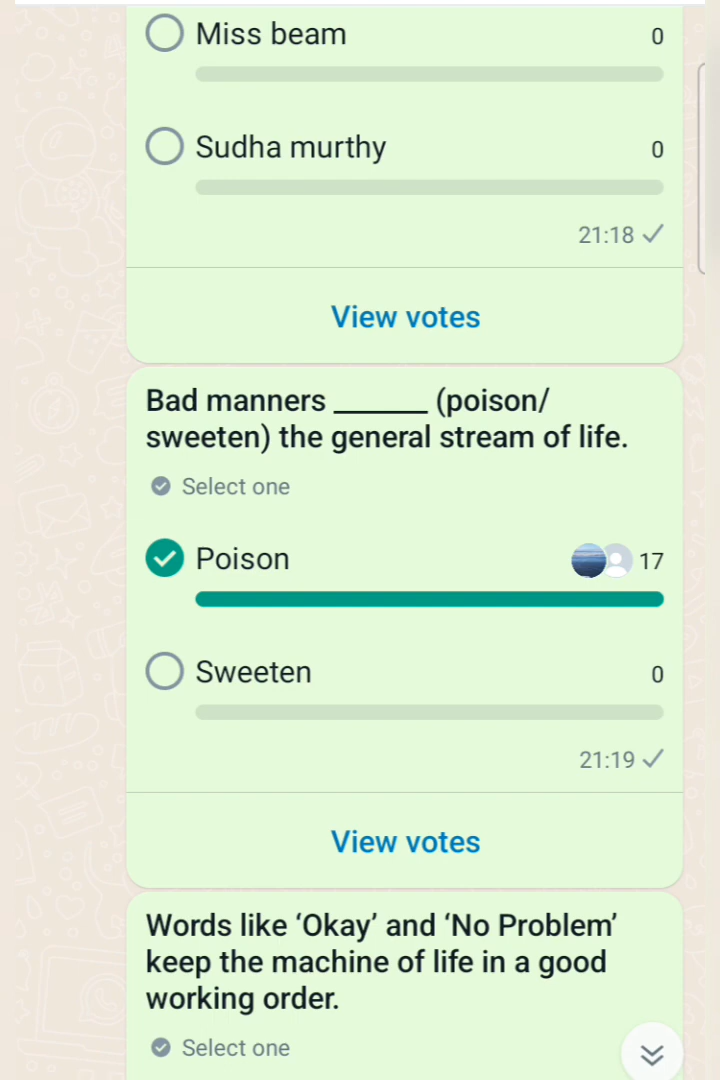 Miss beam 0
Sudha murthy 0
21:18
View votes
Bad manners ______ (poison/
sweeten) the general stream of life.
Select one
Poison 17
Sweeten 0
21:19
View votes
Words like ‘Okay’ and ‘No Problem’
keep the machine of life in a good
working order.
Select one